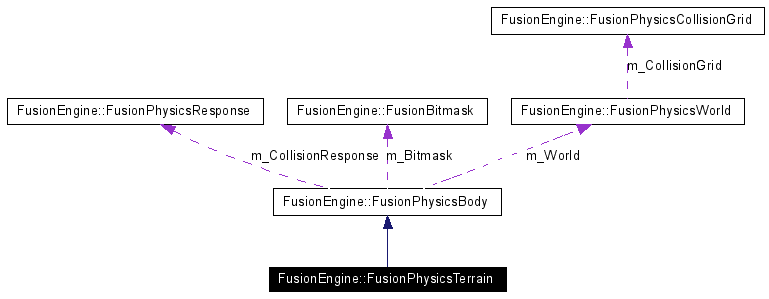 FusionEngine::FusionPhysicsCollisionGrid
m_CollisionGrid
FusionEngine::FusionPhysicsResponse
FusionEngine::FusionBitmask
FusionEngine::FusionPhysicsWorld
m_CollisionResponse
m_Bitmask
m_World
FusionEngine::FusionPhysicsBody
FusionEngine::FusionPhysicsTerrain